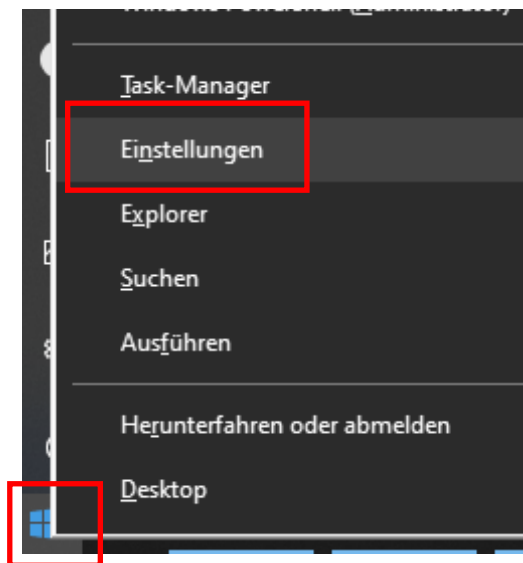 Task-Manager
Einstellungen
Explorer
Suchen
Ausführen
Herunterfahren oder abmelden
Desktop